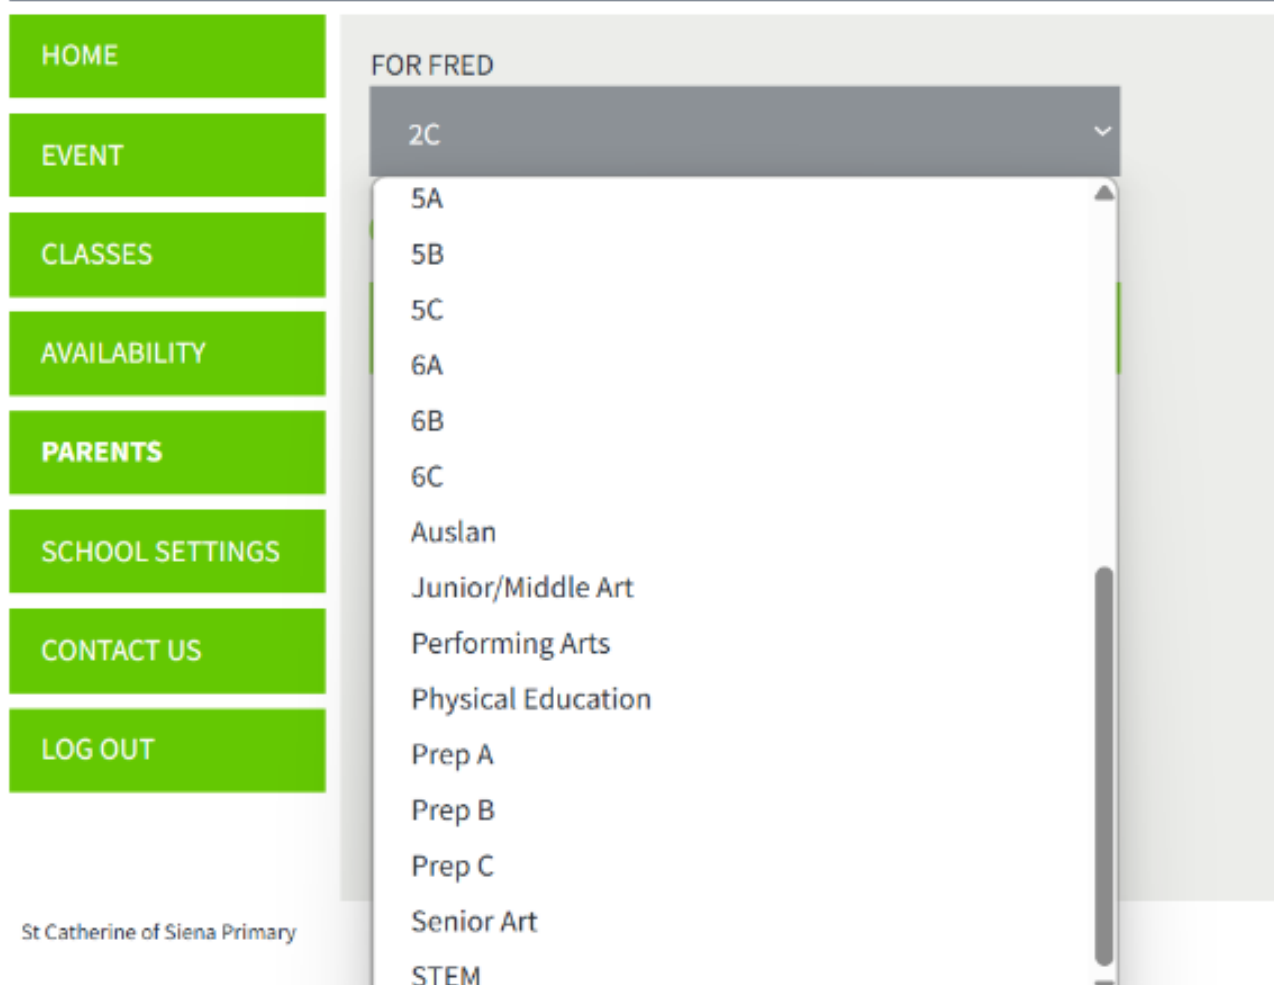 HOME
EVENT
CLASSES
AVAILABILITY
PARENTS
SCHOOL SETTINGS
CONTACT US
LOG OUT
St Catherine of Siena Primary
FOR FRED
2C
5A
5B
5C
6A
6B
6C
Auslan
Junior/Middle Art
Performing Arts
Physical Education
Prep A
Prep B
Prep C
Senior Art
STEM